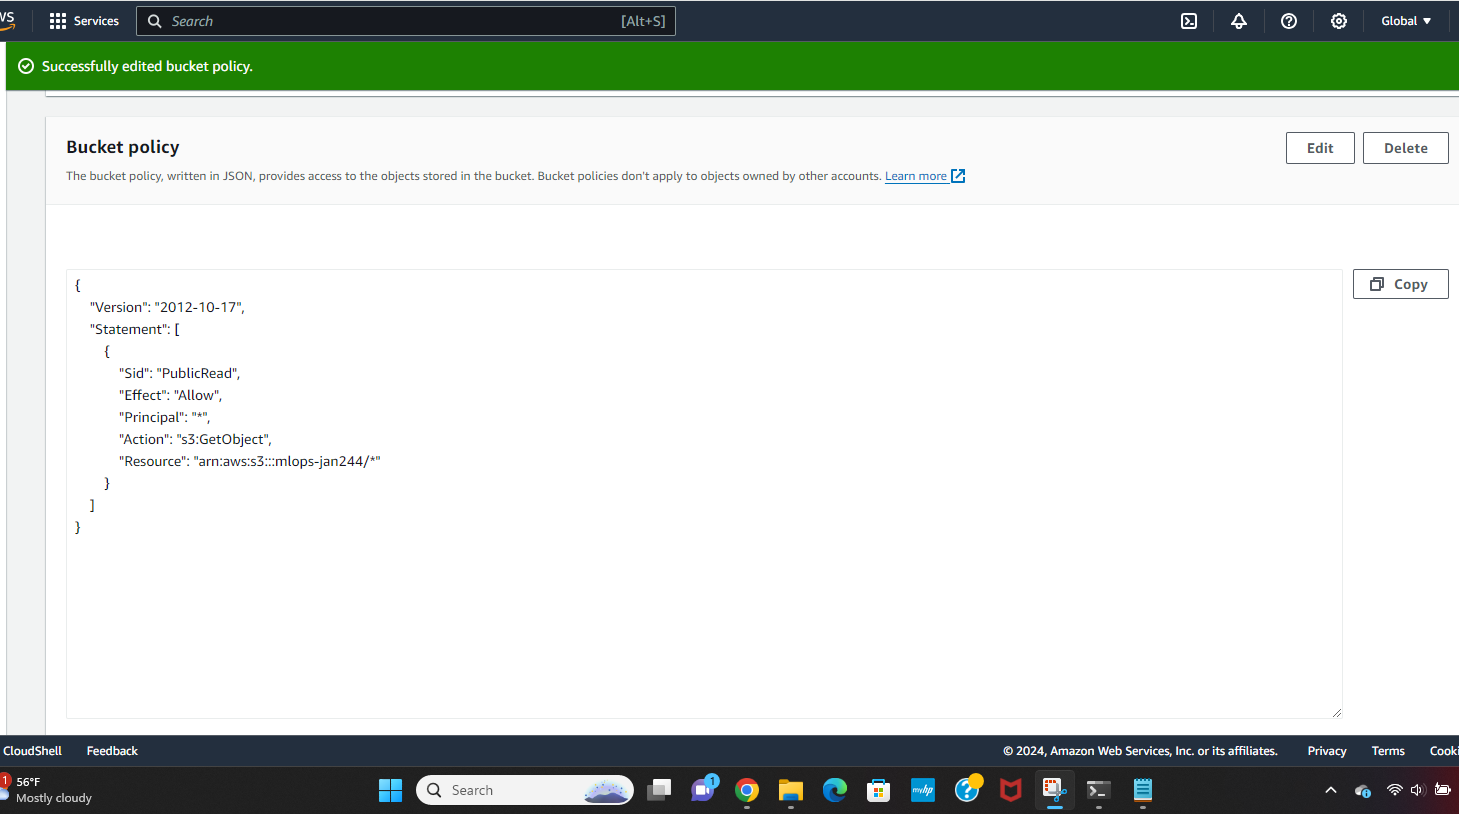 Services
Search
[Alt+S]
Global
Successfully edited bucket policy.
Bucket policy
Edit
Delete
The bucket policy, written in JSON, provides access to the objects stored in the bucket. Bucket policies don't apply to objects owned by other accounts. Learn more
Copy
{
"Version": "2012-10-17",
"Statement": [
{
"Sid": "PublicRead",
"Effect": "Allow",
"Principal": "*",
"Action": "s3:GetObject",
"Resource": "arn:aws:s3:::mlops-jan244/*"
}
]
}
CloudShell
Feedback
© 2024, Amazon Web Services, Inc. or its affiliates.
Privacy
Terms
Cooki
1
56°F
Mostly cloudy
Search
1
myhp